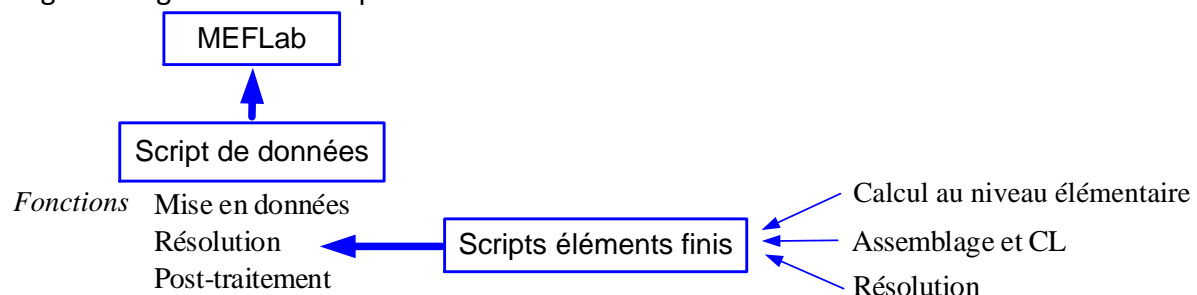 MEFLab
Script de données
Fonctions Mise en données
Calcul au niveau élémentaire
Résolution
Scripts éléments finis
Assemblage et CL
Post-traitement
Résolution